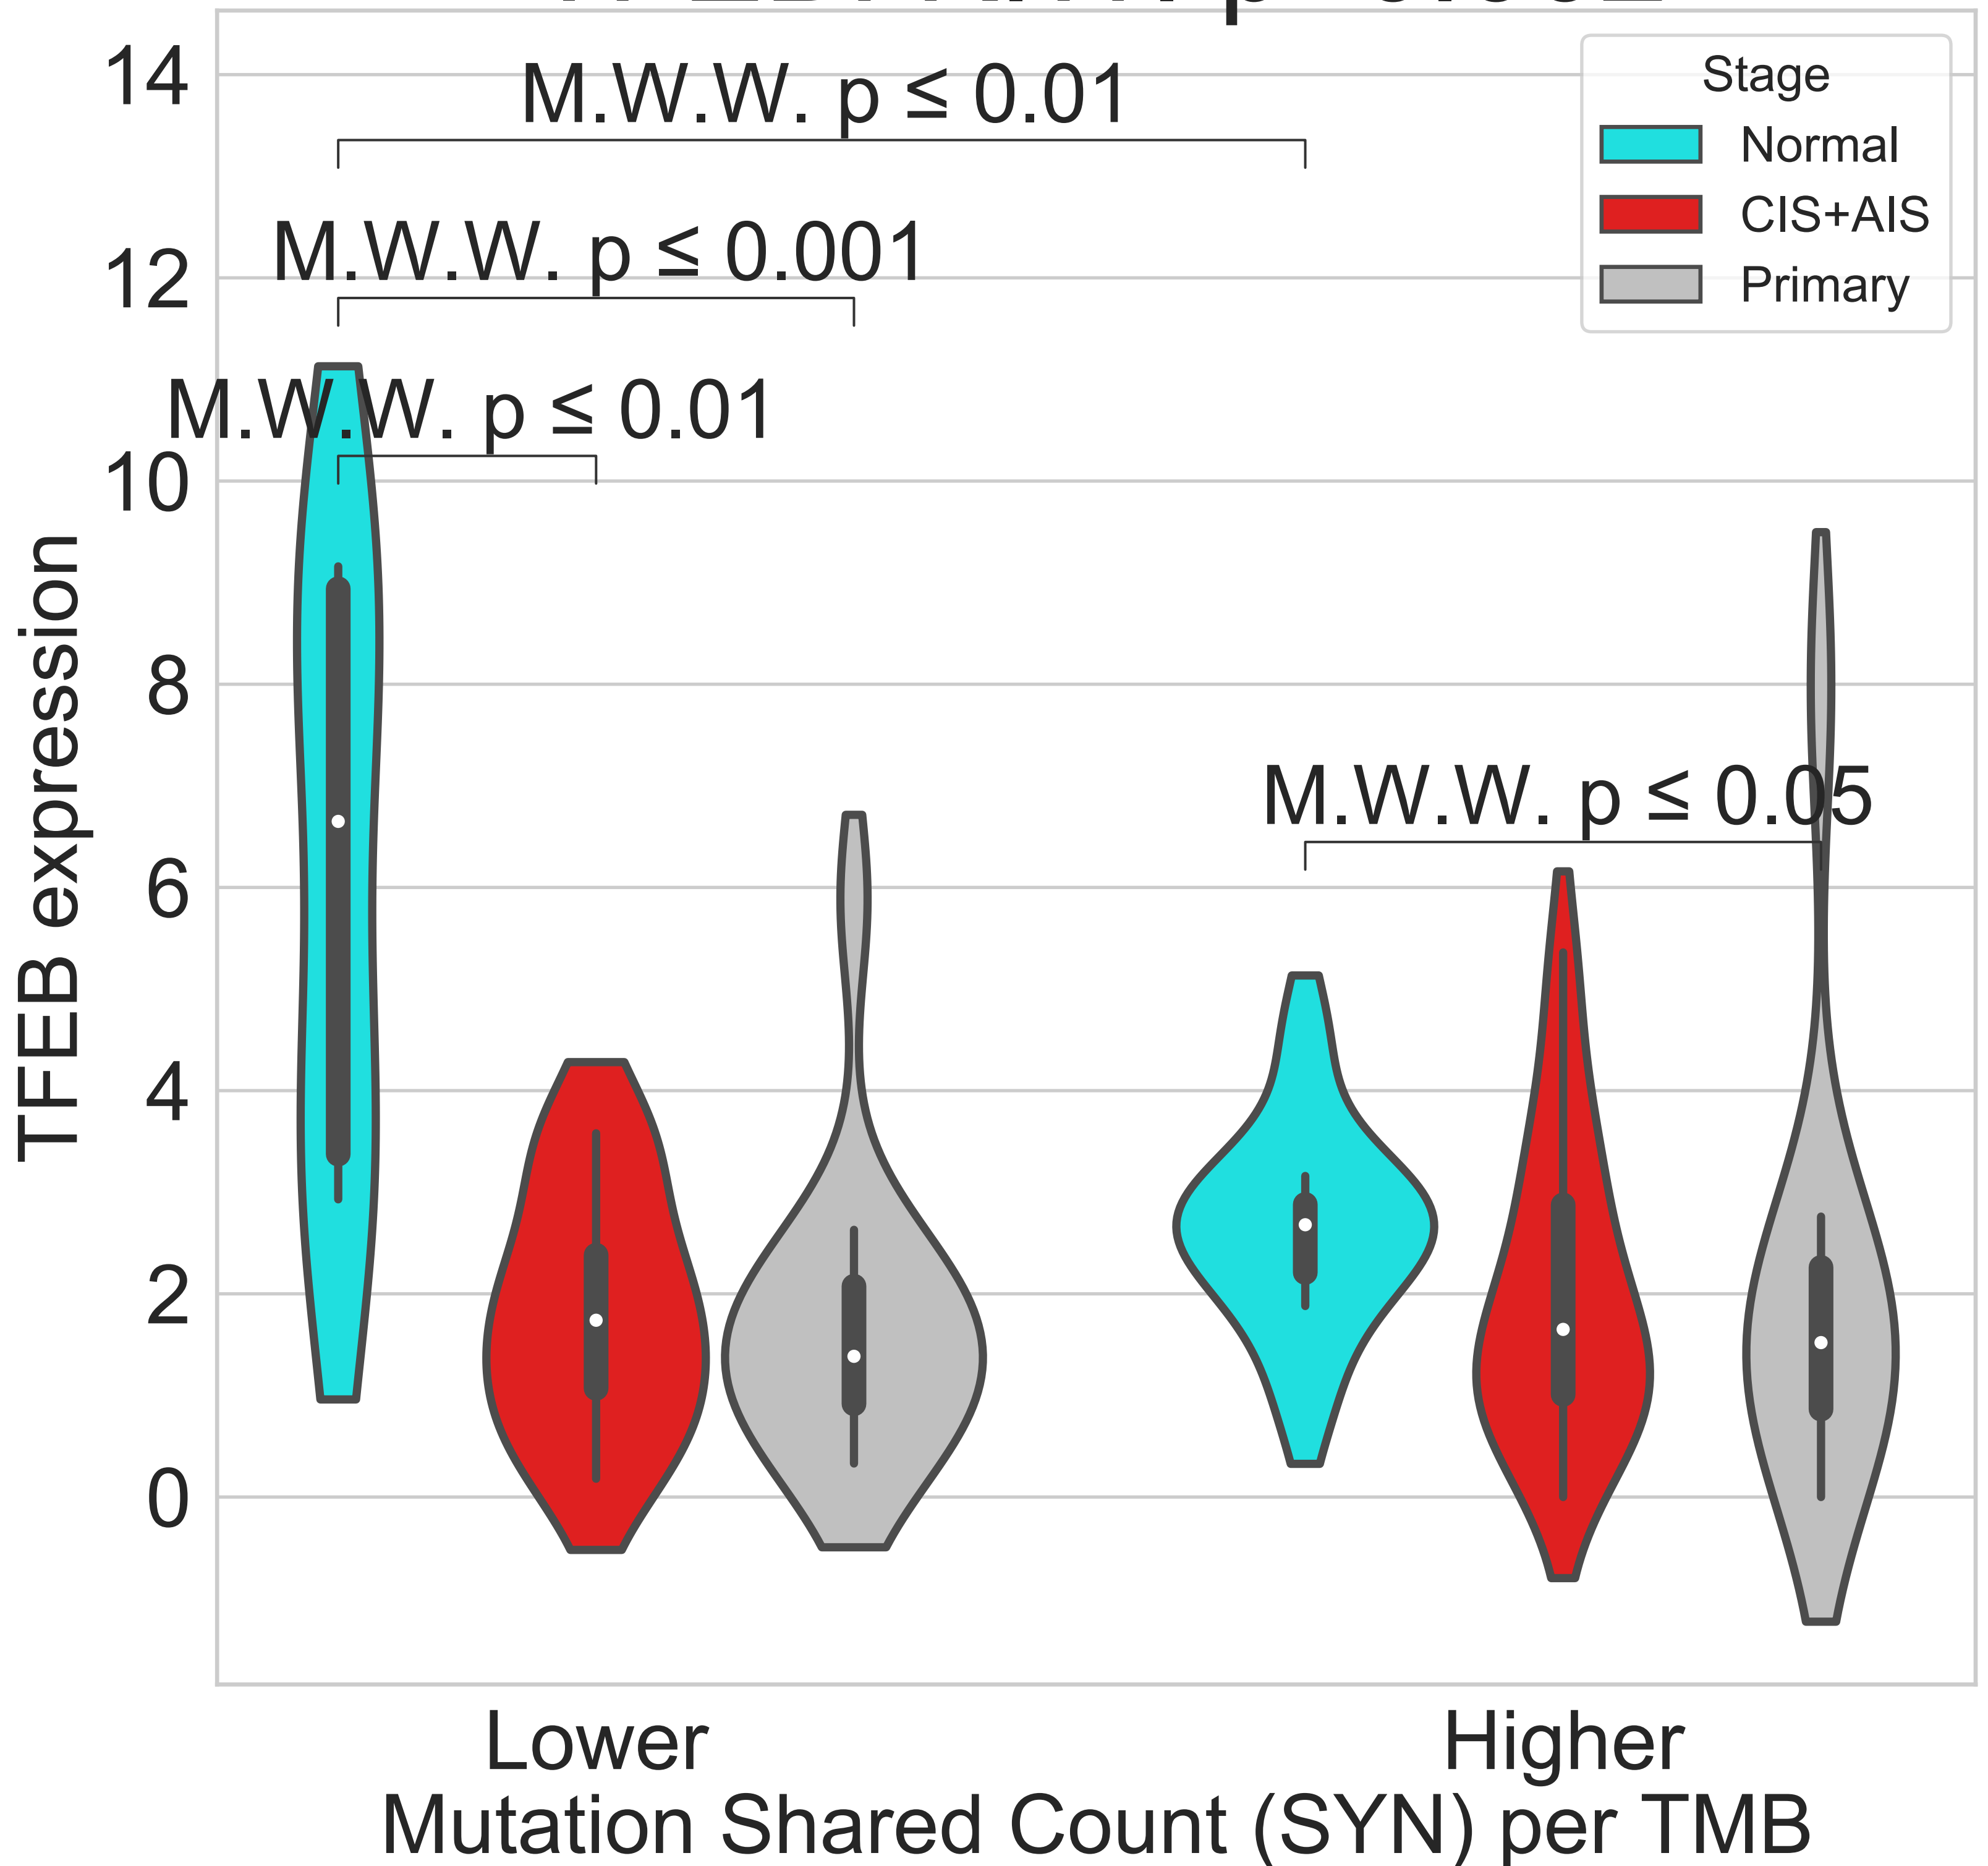 14
12
10
8
6
4
2
0
TFEB expression
M.W.W. p ≤ 0.01
M.W.W. p ≤ 0.001
M.W.W. p ≤ 0.01
M.W.W. p ≤ 0.05
Stage
Normal
CIS+AIS
Primary
Lower
Higher
Mutation Shared Count (SYN) per TMB